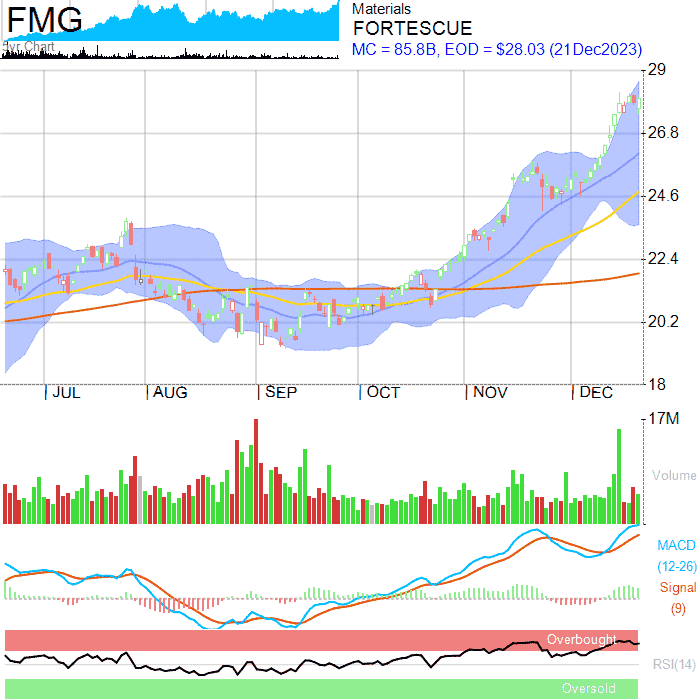 FMG
5yr Chart
Materials
FORTESCUE
MC = 85.8B, EOD = $28.03 (21Dec2023)
29
26.8
24.6
22.4
20.2
18
JUL AUG SEP OCT NOV DEC
17M
Volume
MACD
(12-26)
Signal
(9)
Overbought
RSI(14)
Oversold